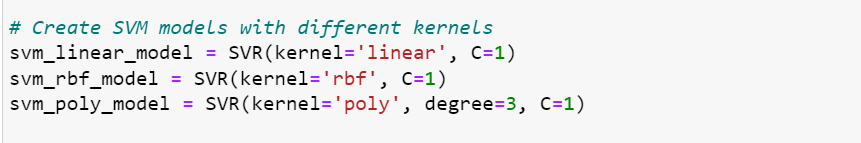 # Create SVM models with different kernels
svm_linear_model = SVR(kernel='linear', C=1)
svm_rbf_model = SVR(kernel='rbf', C=1)
svm_poly_model = SVR(kernel='poly', degree=3, C=1)